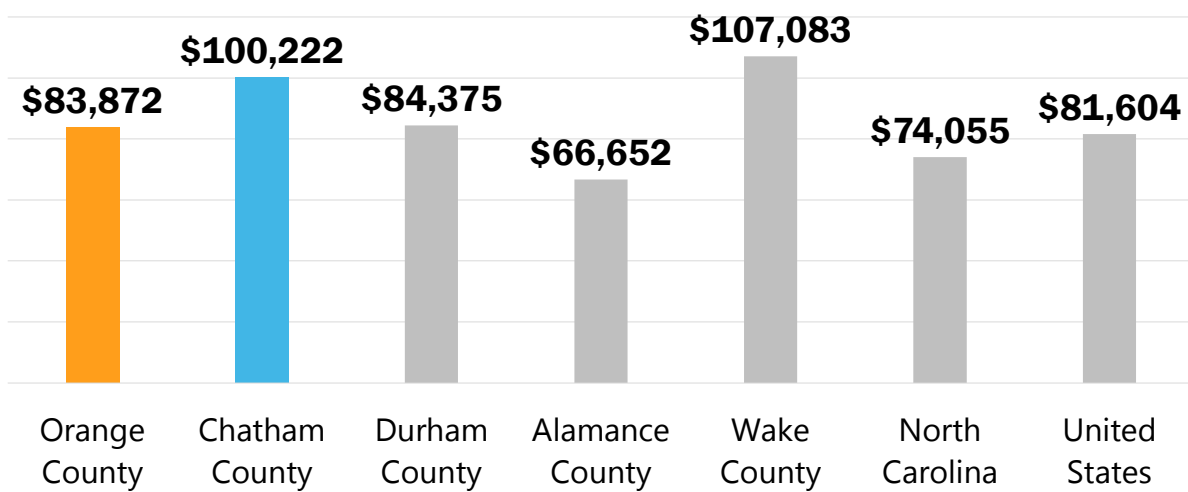 $83,872
$100,222
$84,375
$66,652
$107,083
$74,055
$81,604
Orange
County
Chatham
County
Durham
County
Alamance
County
Wake
County
North
Carolina
United
States